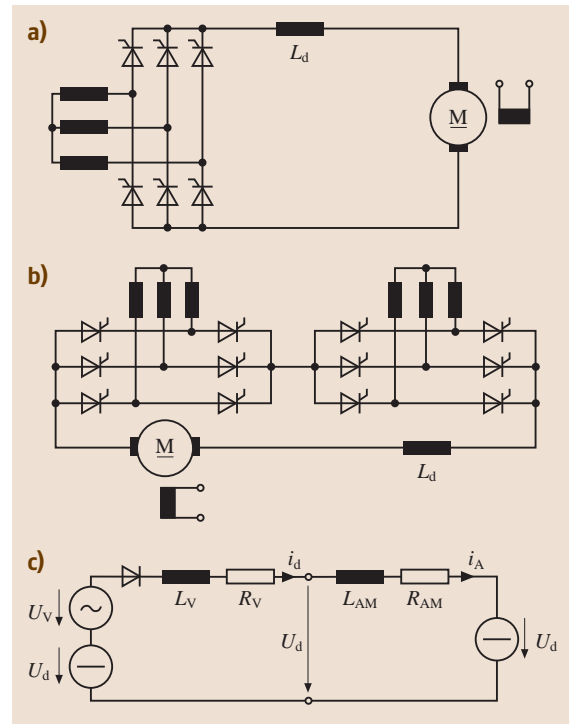 a)
L_d
M
b)
M
L_d
c)
i_d
i_A
L_V
R_V
L_AM
R_AM
U_V
U_d
U_d
U_d